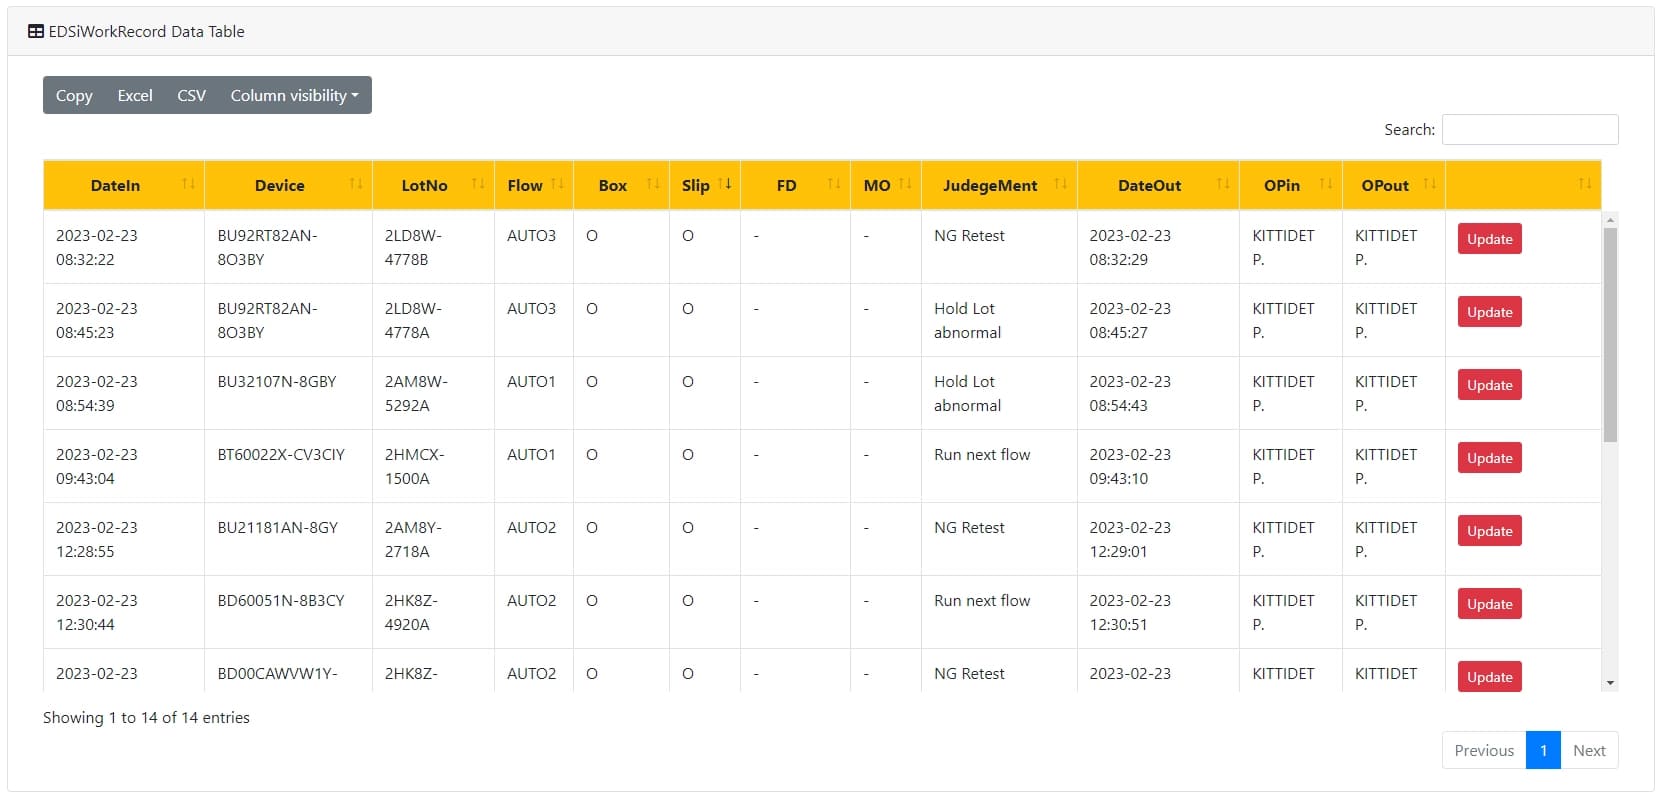 EDSiWorkRecord Data Table
Copy Excel CSV Column visibility
Search:
DateIn Device LotNo Flow Box Slip FD MO JudegeMent DateOut OPin OPout
2023-02-23 BU92RT82AN- 2LD8W- AUTO3 O O - - NG Retest 2023-02-23 KITTIDET KITTIDET Update
08:32:22 8O3BY 4778B 08:32:29 P. P.
2023-02-23 BU92RT82AN- 2LD8W- AUTO3 O O - - Hold Lot 2023-02-23 KITTIDET KITTIDET Update
08:45:23 8O3BY 4778A abnormal 08:45:27 P. P.
2023-02-23 BU32107N-8GBY 2AM8W- AUTO1 O O - - Hold Lot 2023-02-23 KITTIDET KITTIDET Update
08:54:39 5292A abnormal 08:54:43 P. P.
2023-02-23 BT60022X-CV3CIY 2HMCX- AUTO1 O O - - Run next flow 2023-02-23 KITTIDET KITTIDET Update
09:43:04 1500A 09:43:10 P. P.
2023-02-23 BU21181AN-8GY 2AM8Y- AUTO2 O O - - NG Retest 2023-02-23 KITTIDET KITTIDET Update
12:28:55 2718A 12:29:01 P. P.
2023-02-23 BD60051N-8B3CY 2HK8Z- AUTO2 O O - - Run next flow 2023-02-23 KITTIDET KITTIDET Update
12:30:44 4920A 12:30:51 P. P.
2023-02-23 BD00CAWVW1Y- 2HK8Z- AUTO2 O O - - NG Retest 2023-02-23 KITTIDET KITTIDET Update
Showing 1 to 14 of 14 entries
Previous 1 Next